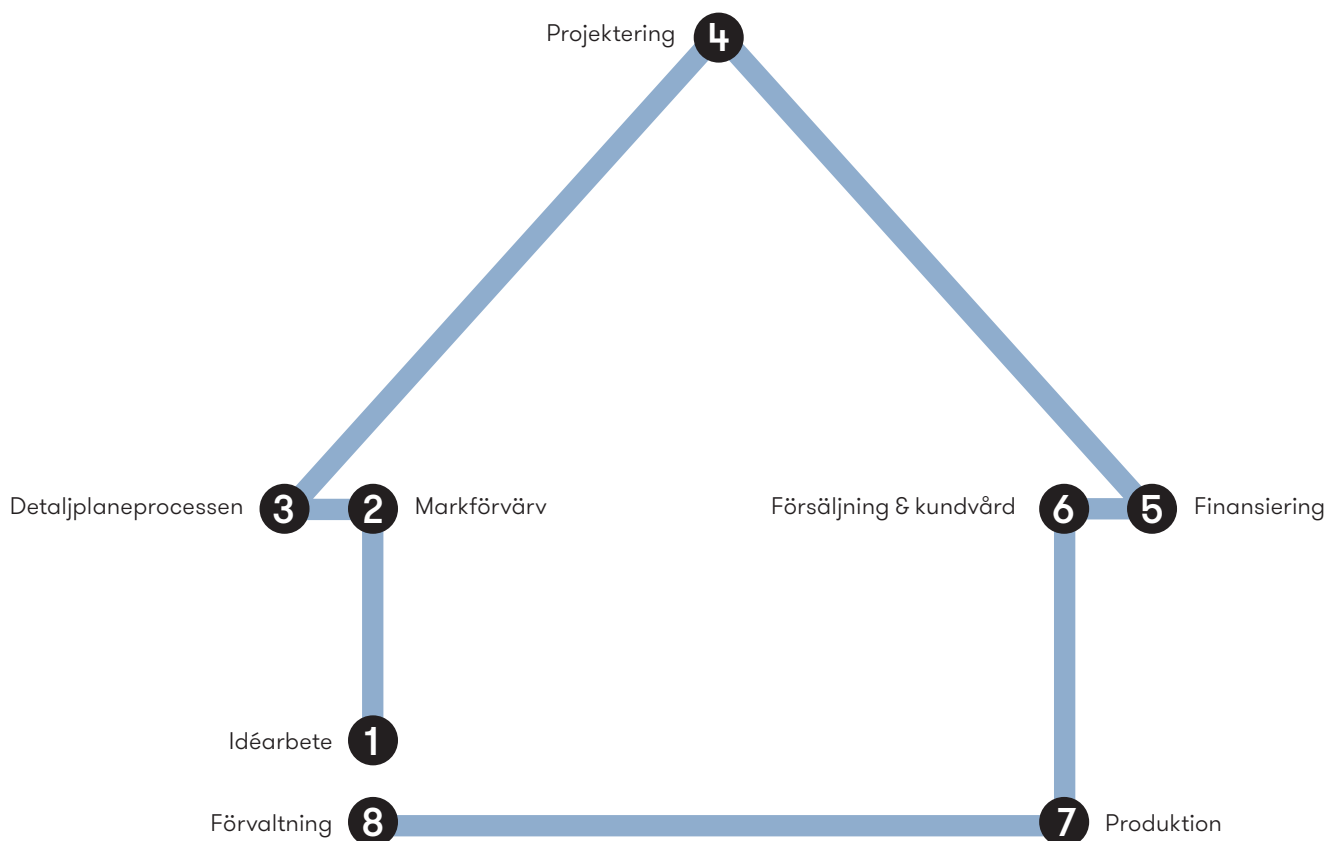 Projektering 4
Detaljplaneprocessen 3 2 Markförvärv
Försäljning & kundvård 6 5 Finansiering
Idéarbete 1
Förvaltning 8
7 Produktion